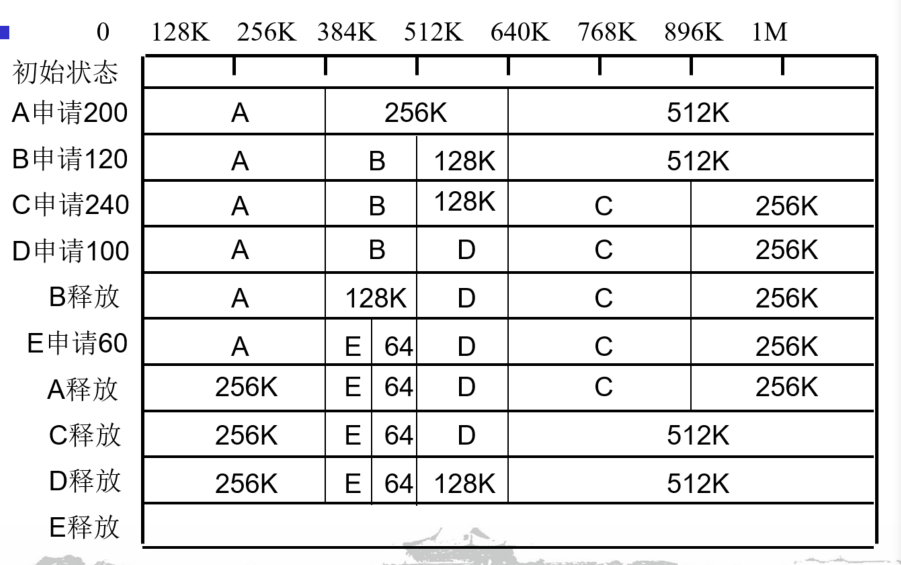 0 128K 256K 384K 512K 640K 768K 896K 1M
初始状态
A申请200 A 256K 512K
B申请120 A B 128K 512K
C申请240 A B 128K C 256K
D申请100 A B D C 256K
B释放 A 128K D C 256K
E申请60 A E 64 D C 256K
A释放 256K E 64 D C 256K
C释放 256K E 64 D 512K
D释放 256K E 64 128K 512K
E释放